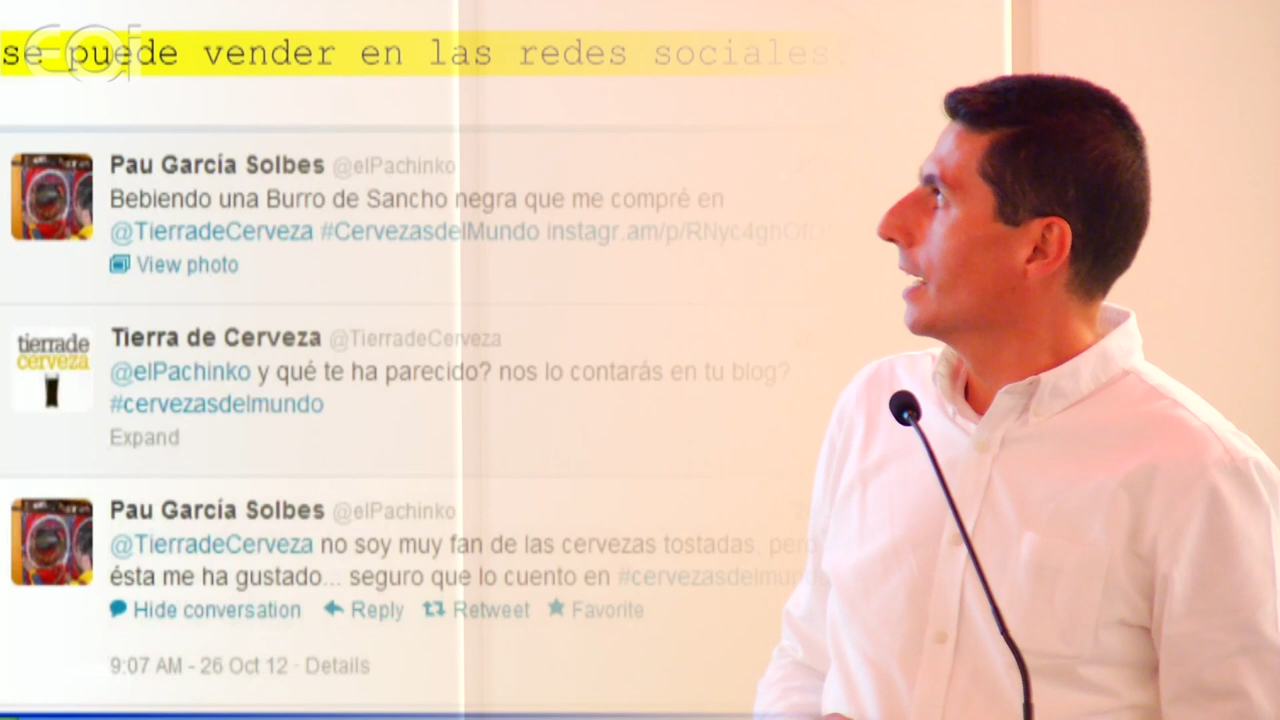 eoi
se puede vender en las redes sociales.
Pau García Solbes @elPachinko
Bebiendo una Burro de Sancho negra que me compré en
@TierradeCerveza #CervezasdelMundo
View photo
tierrade
cerveza
Tierra de Cerveza @TierradeCerveza
@elPachinko y qué te ha parecido? nos lo contarás en tu blog?
#cervezasdelmundo
Expand
Pau García Solbes @elPachinko
@TierradeCerveza no soy muy fan de las cervezas tostadas, pero
ésta me ha gustado... seguro que lo cuento en
Hide conversation Reply Retweet Favorite
9:07 AM - 26 Oct 12 · Details